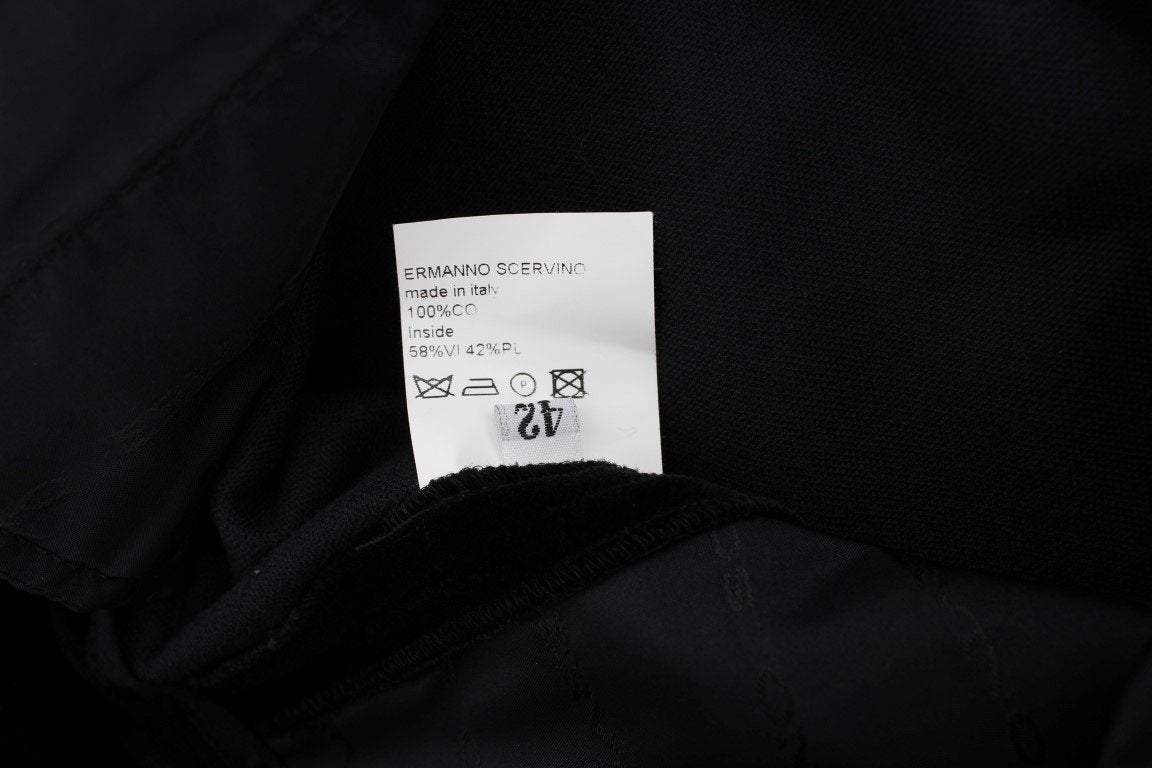 ERMANNO SCERVINO
made in italy
100%CO
Inside
58%VI 42%PL
P
42